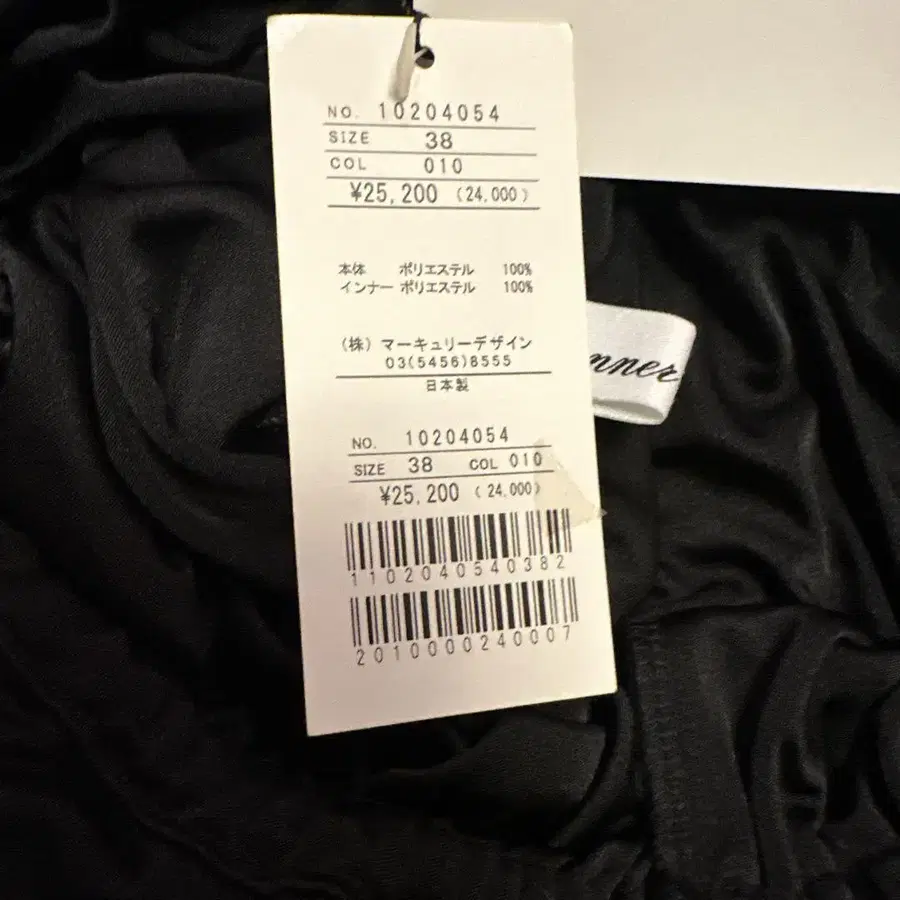 NO. 10204054
SIZE 38
COL 010
¥25,200 (24,000)
本体 ポリエステル 100%
インナー ポリエステル 100%
(株) マーキュリーデザイン
03(5456)8555
日本製
nner
NO. 10204054
SIZE 38 COL 010
¥25,200 (24,000)
1102040540382
2010000240007